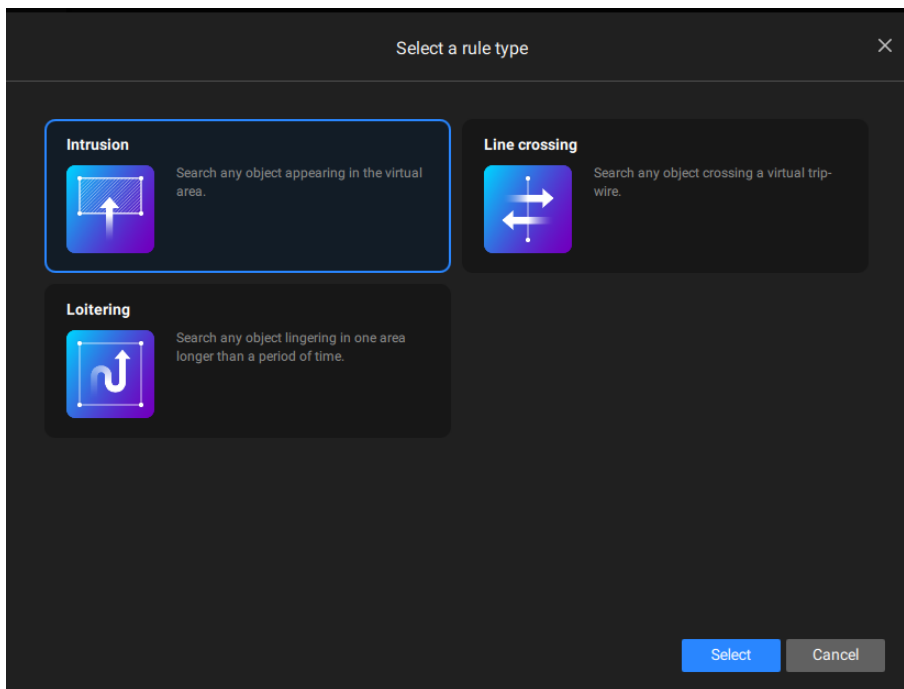 Select a rule type
Intrusion
Search any object appearing in the virtual
area.
Line crossing
Search any object crossing a virtual trip-
wire.
Loitering
Search any object lingering in one area
longer than a period of time.
Select
Cancel